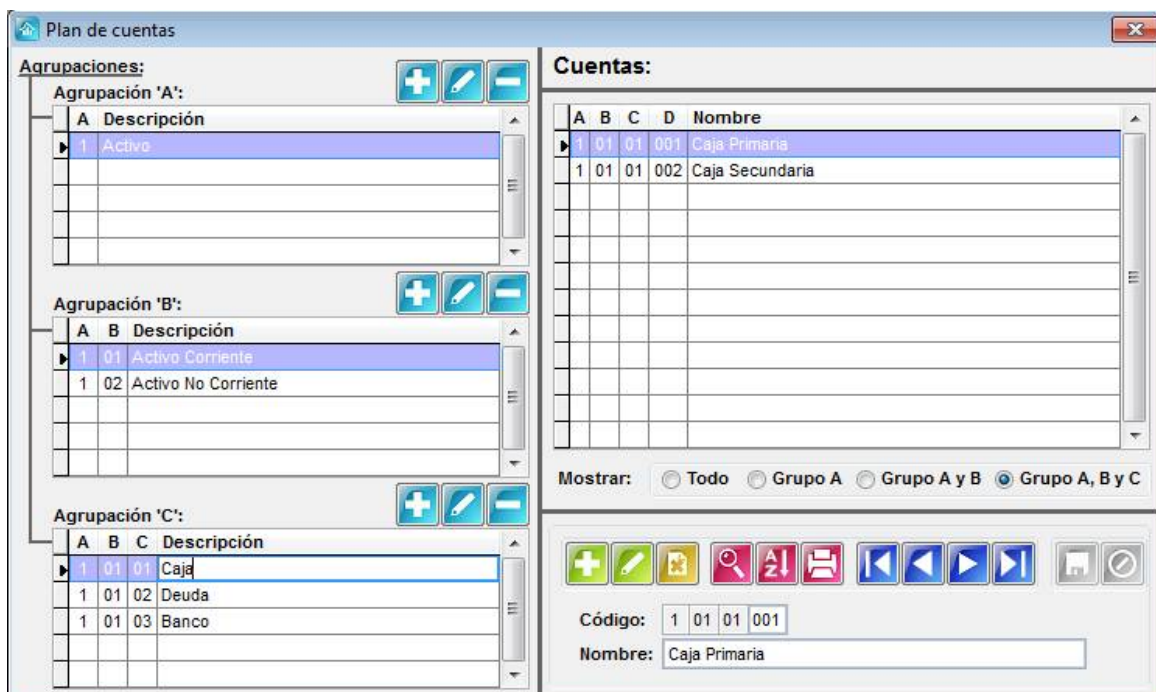 Plan de cuentas
Agrupaciones:
Agrupación 'A':
A Descripción
1 Activo
Agrupación 'B':
A B Descripción
1 01 Activo Corriente
1 02 Activo No Corriente
Agrupación 'C':
A B C Descripción
1 01 01 Caja
1 01 02 Deuda
1 01 03 Banco
Cuentas:
A B C D Nombre
1 01 01 001 Caja Primaria
1 01 01 002 Caja Secundaria
Mostrar: Todo Grupo A Grupo A y B Grupo A, B y C
A Z
Código: 1 01 01 001
Nombre: Caja Primaria